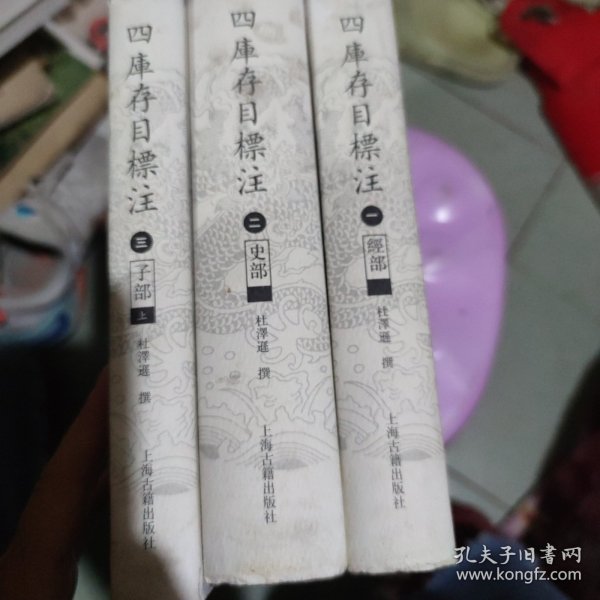 四庫存目標注
三
子部
上
杜澤遜 撰
上海古籍出版社
四庫存目標注
二
史部
杜澤遜 撰
上海古籍出版社
四庫存目標注
一
經部
杜澤遜 撰
上海古籍出版社
孔夫子旧书网
www.kongfz.com